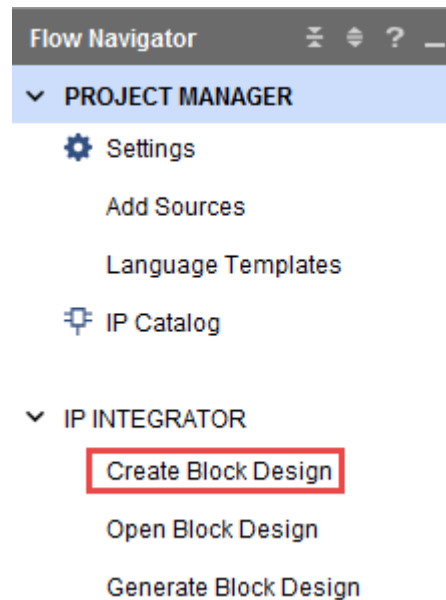 Flow Navigator ?
PROJECT MANAGER
Settings
Add Sources
Language Templates
IP Catalog
IP INTEGRATOR
Create Block Design
Open Block Design
Generate Block Design